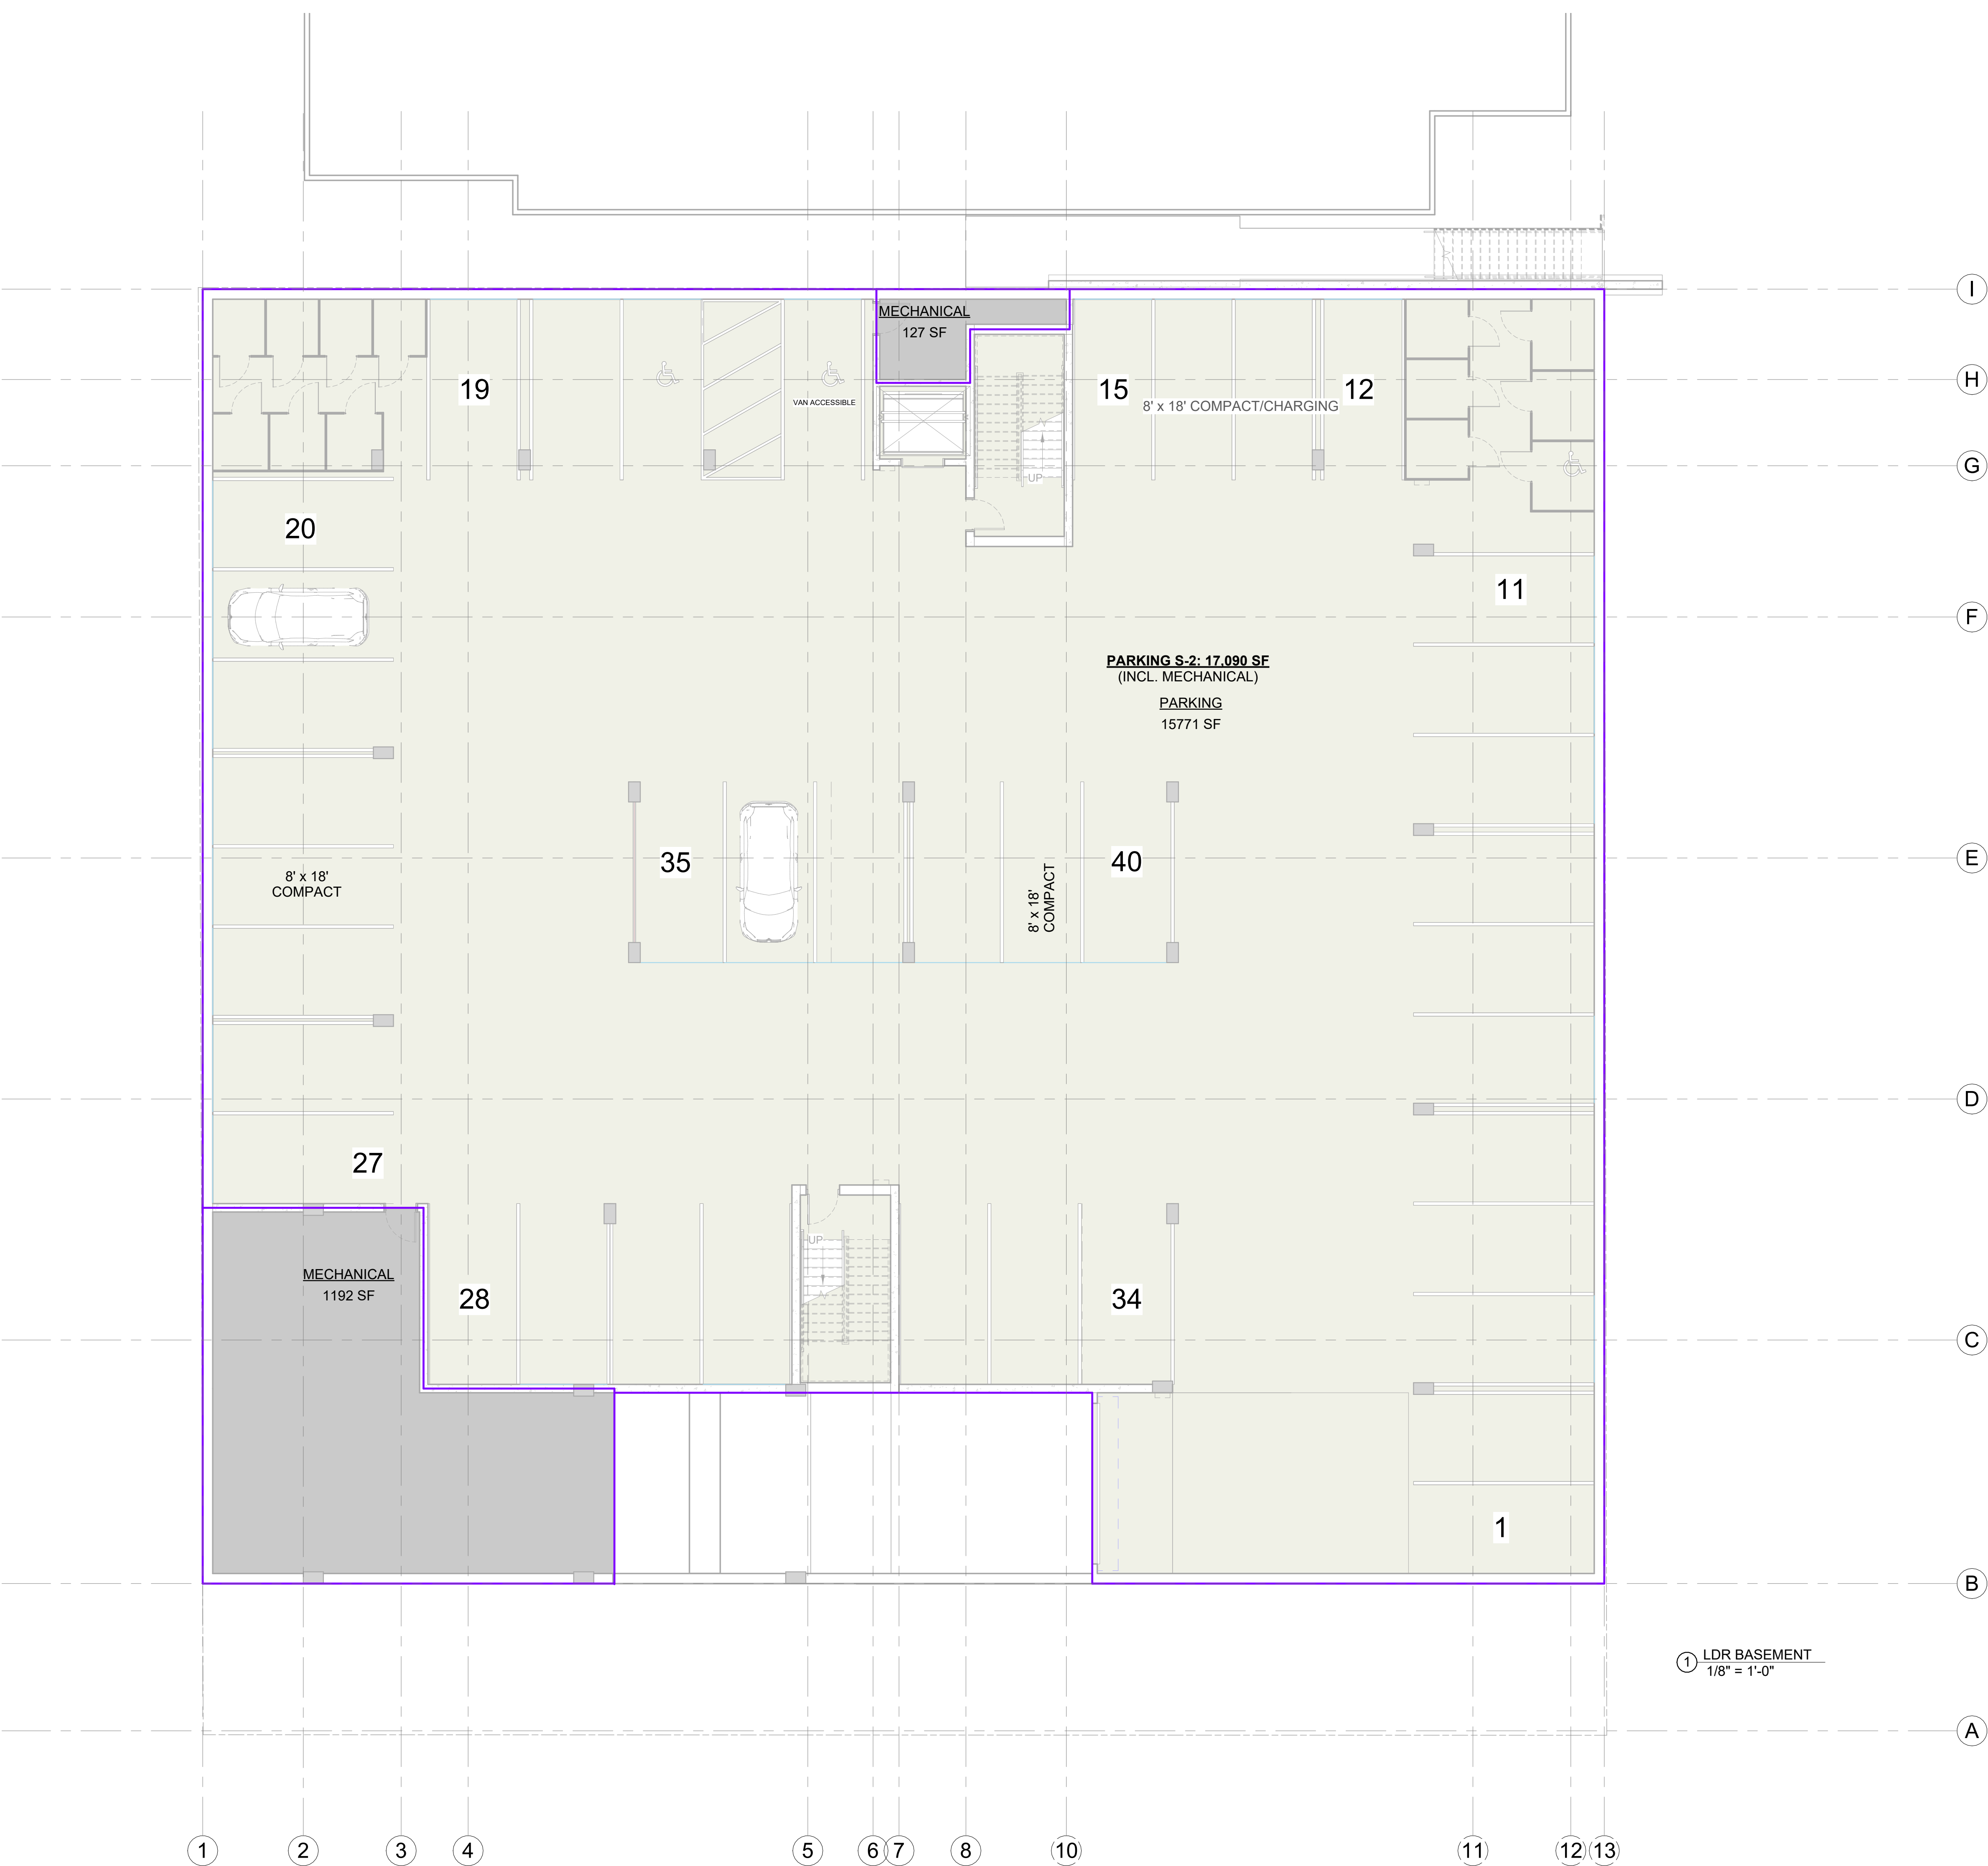 I
MECHANICAL
127 SF
H
19
15
12
VAN ACCESSIBLE
8' x 18' COMPACT/CHARGING
G
UP
20
11
F
PARKING S-2: 17,090 SF
(INCL. MECHANICAL)
PARKING
15771 SF
35
40
E
8' x 18'
COMPACT
8' x 18'
COMPACT
D
27
UP
MECHANICAL
1192 SF
28
34
C
1
B
1
LDR BASEMENT
1/8" = 1'-0"
A
1
2
3
4
5
6
7
8
10
11
12
13